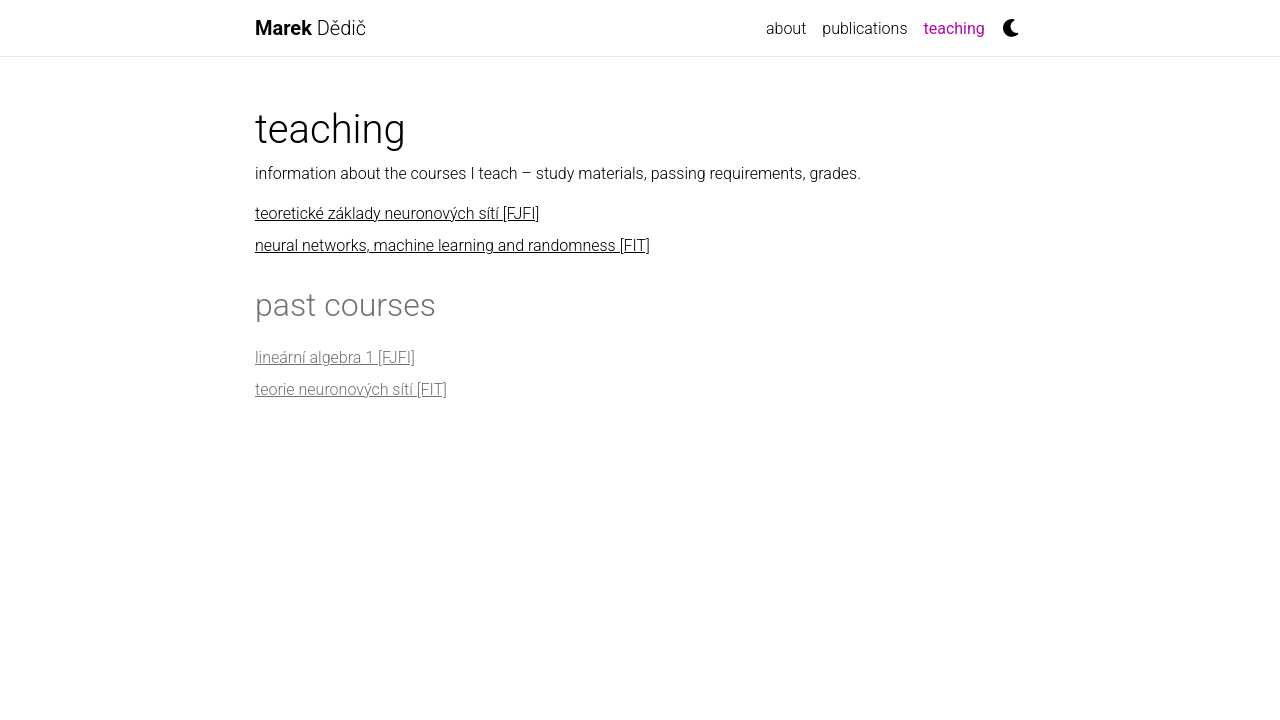 Marek Dědič
about publications teaching
teaching
information about the courses I teach – study materials, passing requirements, grades.
teoretické základy neuronových sítí [FJFI]
neural networks, machine learning and randomness [FIT]
past courses
lineární algebra 1 [FJFI]
teorie neuronových sítí [FIT]